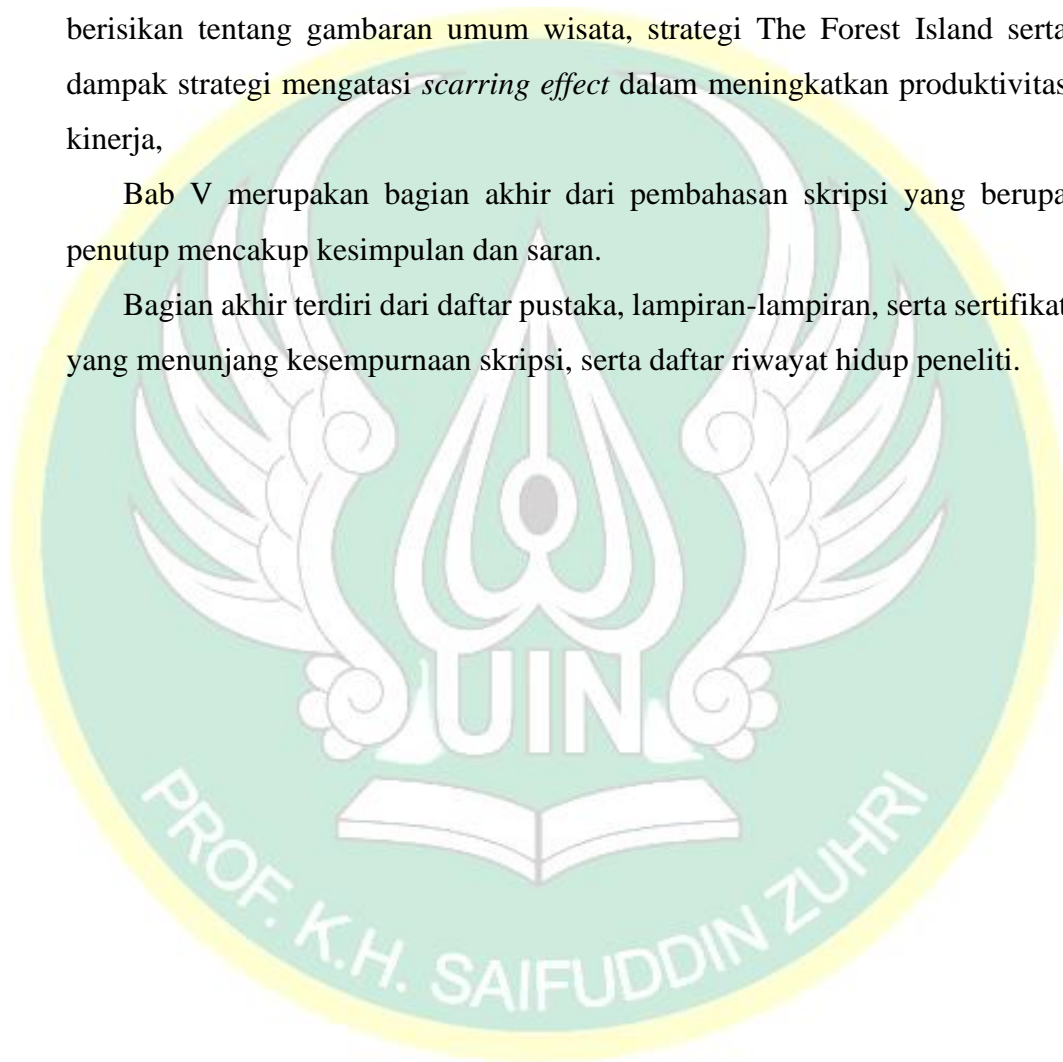 berisikan tentang gambaran umum wisata, strategi The Forest Island serta
dampak strategi mengatasi scarring effect dalam meningkatkan produktivitas
kinerja,
Bab V merupakan bagian akhir dari pembahasan skripsi yang berupa
penutup mencakup kesimpulan dan saran.
Bagian akhir terdiri dari daftar pustaka, lampiran-lampiran, serta sertifikat
yang menunjang kesempurnaan skripsi, serta daftar riwayat hidup peneliti.
UIN
PROF. K.H. SAIFUDDIN ZUHRI